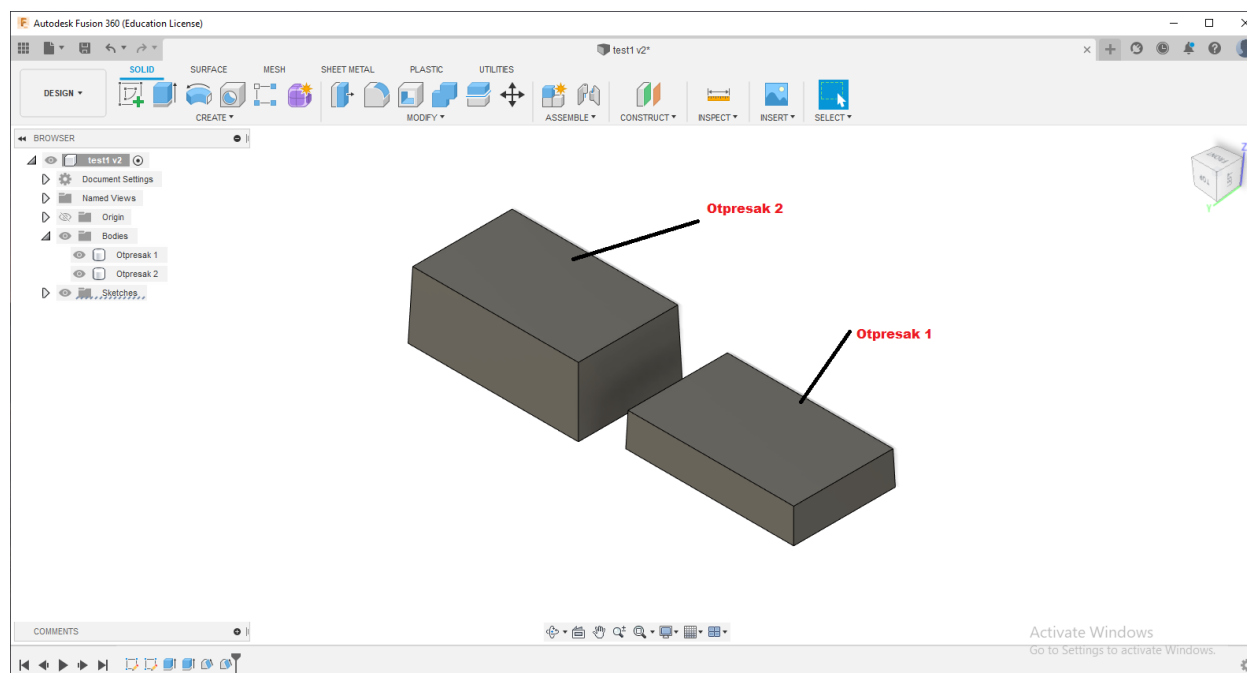 Autodesk Fusion 360 (Education License)
test1 v2*
SOLID SURFACE MESH SHEET METAL PLASTIC UTILITIES
DESIGN
CREATE MODIFY ASSEMBLE CONSTRUCT INSPECT INSERT SELECT
BROWSER
test1 v2
Document Settings
Named Views
Origin
Bodies
Otpresak 1
Otpresak 2
Sketches
Otpresak 2
Otpresak 1
Z
FRONT
TOP
Y
COMMENTS
Activate Windows
Go to Settings to activate Windows.